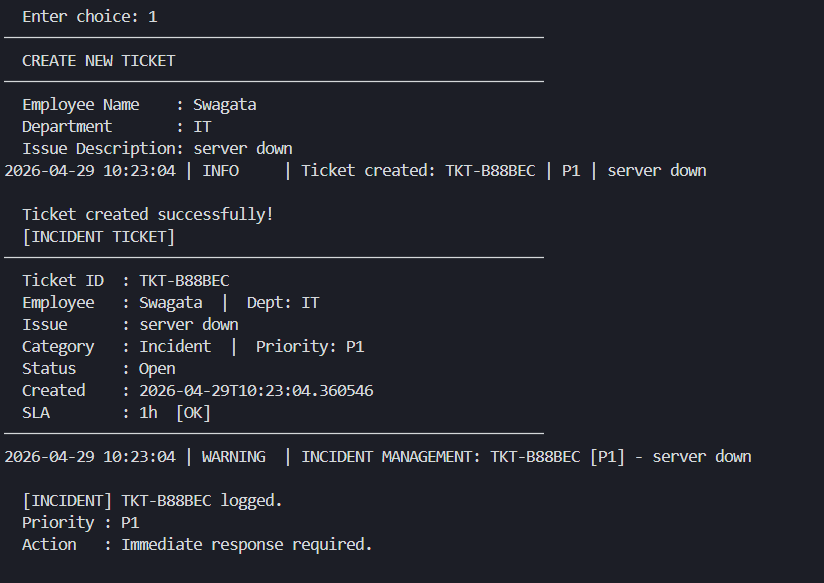 Enter choice: 1
CREATE NEW TICKET
Employee Name    : Swagata
Department       : IT
Issue Description: server down
2026-04-29 10:23:04 | INFO     | Ticket created: TKT-B88BEC | P1 | server down
Ticket created successfully!
[INCIDENT TICKET]
Ticket ID  : TKT-B88BEC
Employee   : Swagata  |  Dept: IT
Issue      : server down
Category   : Incident  |  Priority: P1
Status     : Open
Created    : 2026-04-29T10:23:04.360546
SLA        : 1h  [OK]
2026-04-29 10:23:04 | WARNING  | INCIDENT MANAGEMENT: TKT-B88BEC [P1] - server down
[INCIDENT] TKT-B88BEC logged.
Priority : P1
Action   : Immediate response required.